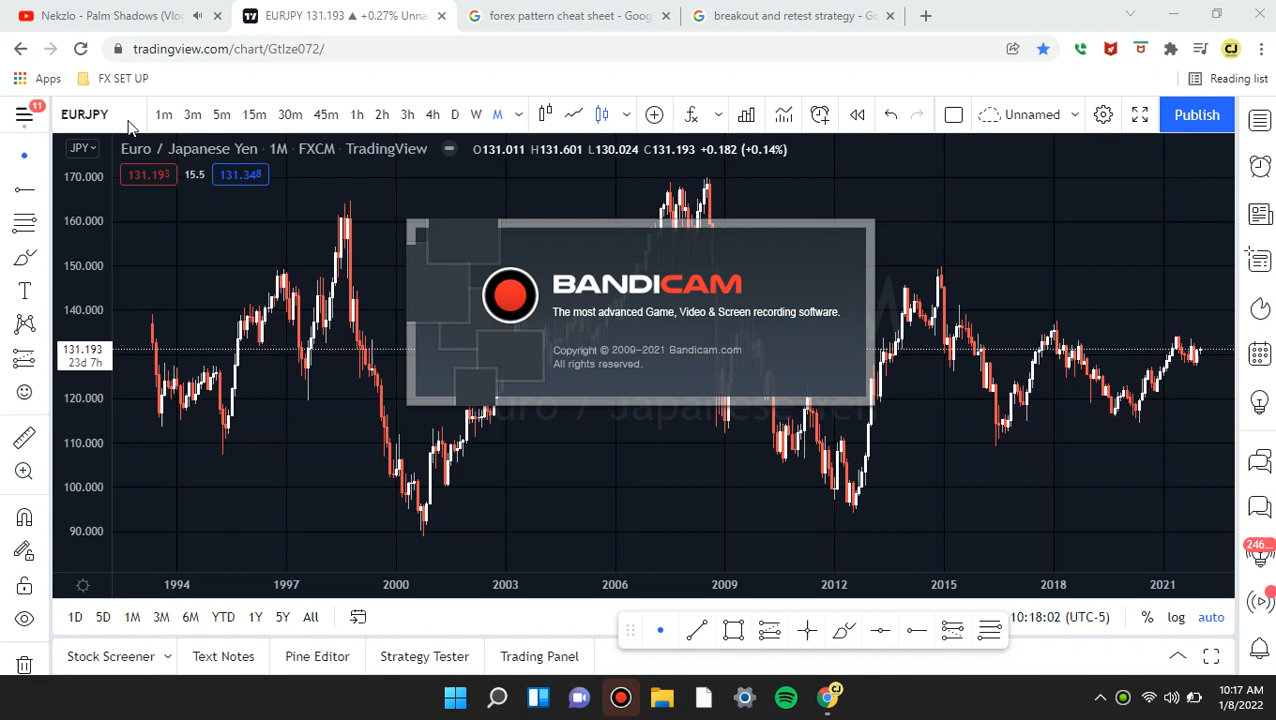 Nekzlo - Palm Shadows (Vlog
EURJPY 131.193 ▲ +0.27% Unna
forex pattern cheat sheet - Goog
breakout and retest strategy - Go
tradingview.com/chart/GtIze072/
Apps
FX SET UP
Reading list
11
EURJPY
1m 3m 5m 15m 30m 45m 1h 2h 3h 4h D W M
Unnamed
Publish
JPY
Euro / Japanese Yen · 1M · FXCM · TradingView
O131.011 H131.601 L130.024 C131.193 +0.182 (+0.14%)
131.193 15.5 131.348
170.000
160.000
150.000
140.000
131.193
23d 7h
120.000
110.000
100.000
90.000
BANDICAM
The most advanced Game, Video & Screen recording software.
Copyright © 2009-2021 Bandicam.com
All rights reserved.
Euro / Japanese Yen
246...
1994 1997 2000 2003 2006 2009 2012 2015 2018 2021
1D 5D 1M 3M 6M YTD 1Y 5Y All
10:18:02 (UTC-5)
% log auto
Stock Screener
Text Notes
Pine Editor
Strategy Tester
Trading Panel
CJ
10:17 AM
1/8/2022